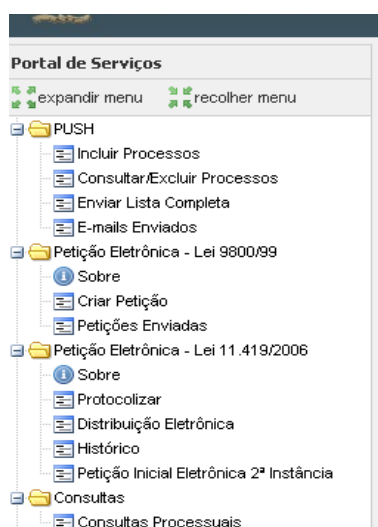 Portal de Serviços
expandir menu recolher menu
PUSH
Incluir Processos
Consultar/Excluir Processos
Enviar Lista Completa
E-mails Enviados
Petição Eletrônica - Lei 9800/99
Sobre
Criar Petição
Petições Enviadas
Petição Eletrônica - Lei 11.419/2006
Sobre
Protocolizar
Distribuição Eletrônica
Histórico
Petição Inicial Eletrônica 2ª Instância
Consultas
Consultas Processuais